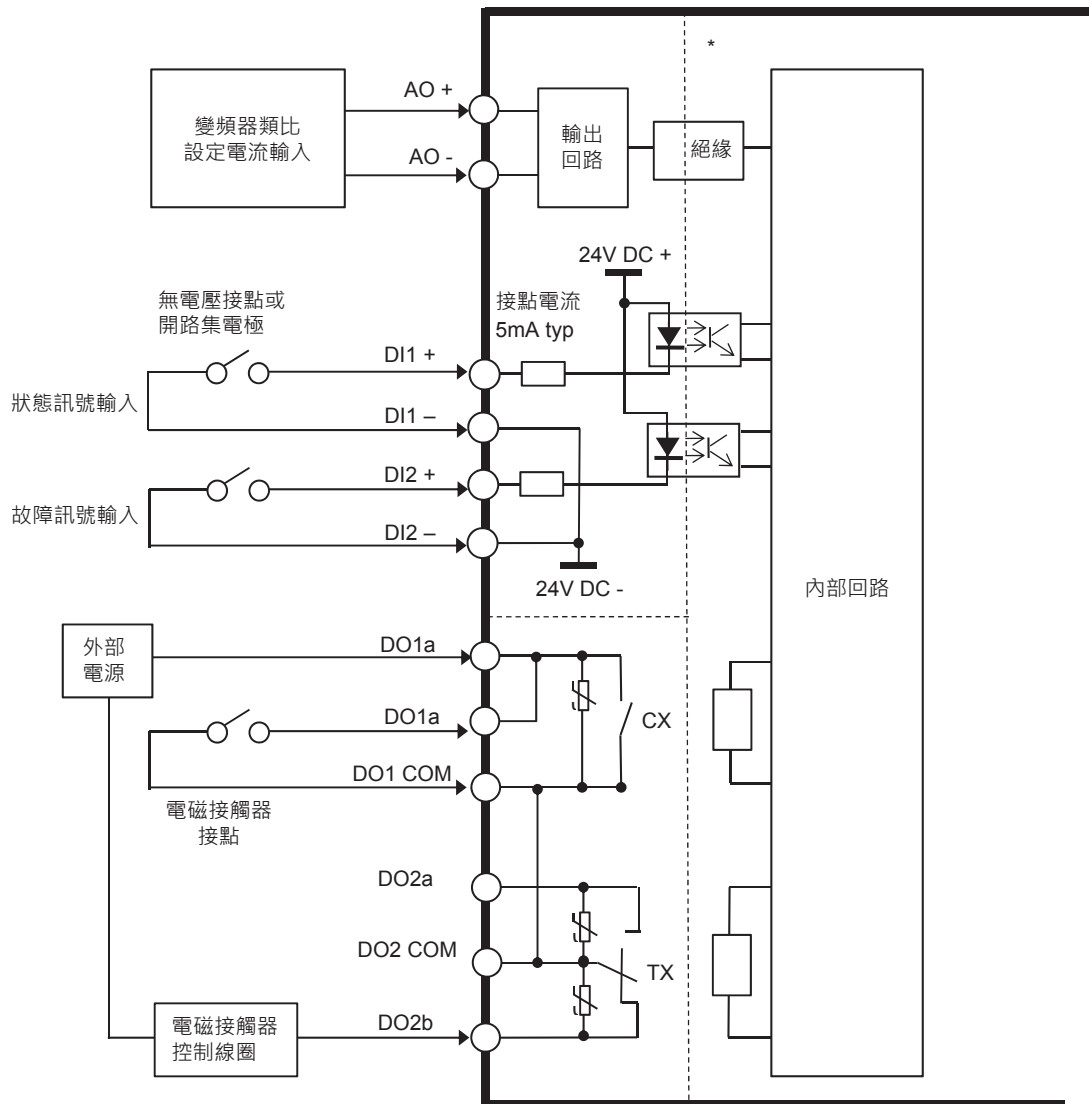 *
變頻器類比
設定電流輸入
AO +
AO -
輸出
回路
絕緣
24V DC +
無電壓接點或
開路集電極
接點電流
5mA typ
DI1 +
狀態訊號輸入
DI1 –
DI2 +
故障訊號輸入
DI2 –
24V DC -
內部回路
外部
電源
DO1a
DO1a
CX
DO1 COM
電磁接觸器
接點
DO2a
DO2 COM
TX
電磁接觸器
控制線圈
DO2b